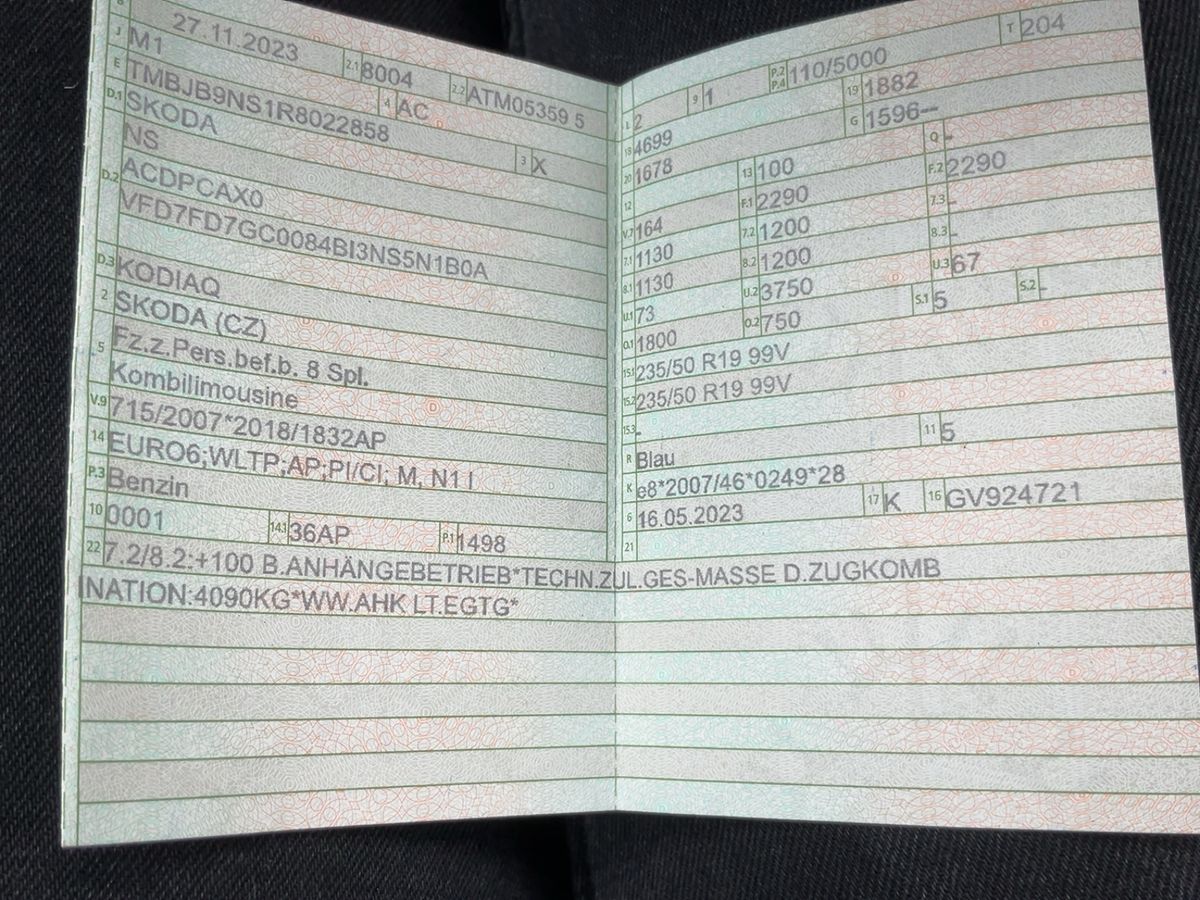 B 27.11.2023 2.1 8004 2.2 ATM05359 5
J M1 4 AC
E TMBJB9NS1R8022858 3 X
D.1 SKODA
D.2 NS
ACDPCAX0
VFD7FD7GC0084BI3NS5N1B0A
D.3 KODIAQ
2 SKODA (CZ)
5 Fz.z.Pers.bef.b. 8 Spl.
Kombilimousine
V.9 715/2007*2018/1832AP
14 EURO6;WLTP;AP;PI/CI; M, N1 I
P.3 Benzin
10 0001 14.1 36AP P.1 1498
L 2 9 1 P.2 P.4 110/5000 T 204
18 4699 19 1882
20 1678 G 1596--
12 13 100 Q -
V.7 164 F.1 2290 F.2 2290
7.1 1130 7.2 1200 7.3 -
8.1 1130 8.2 1200 8.3 -
U.1 73 U.2 3750 U.3 67
O.1 1800 O.2 750 S.1 5 S.2 -
15.1 235/50 R19 99V
15.2 235/50 R19 99V
15.3 -
R Blau 11 5
K e8*2007/46*0249*28
6 16.05.2023 17 K 16 GV924721
21
22 7.2/8.2:+100 B.ANHÄNGEBETRIEB*TECHN.ZUL.GES-MASSE D.ZUGKOMB
INATION:4090KG*WW.AHK LT.EGTG*